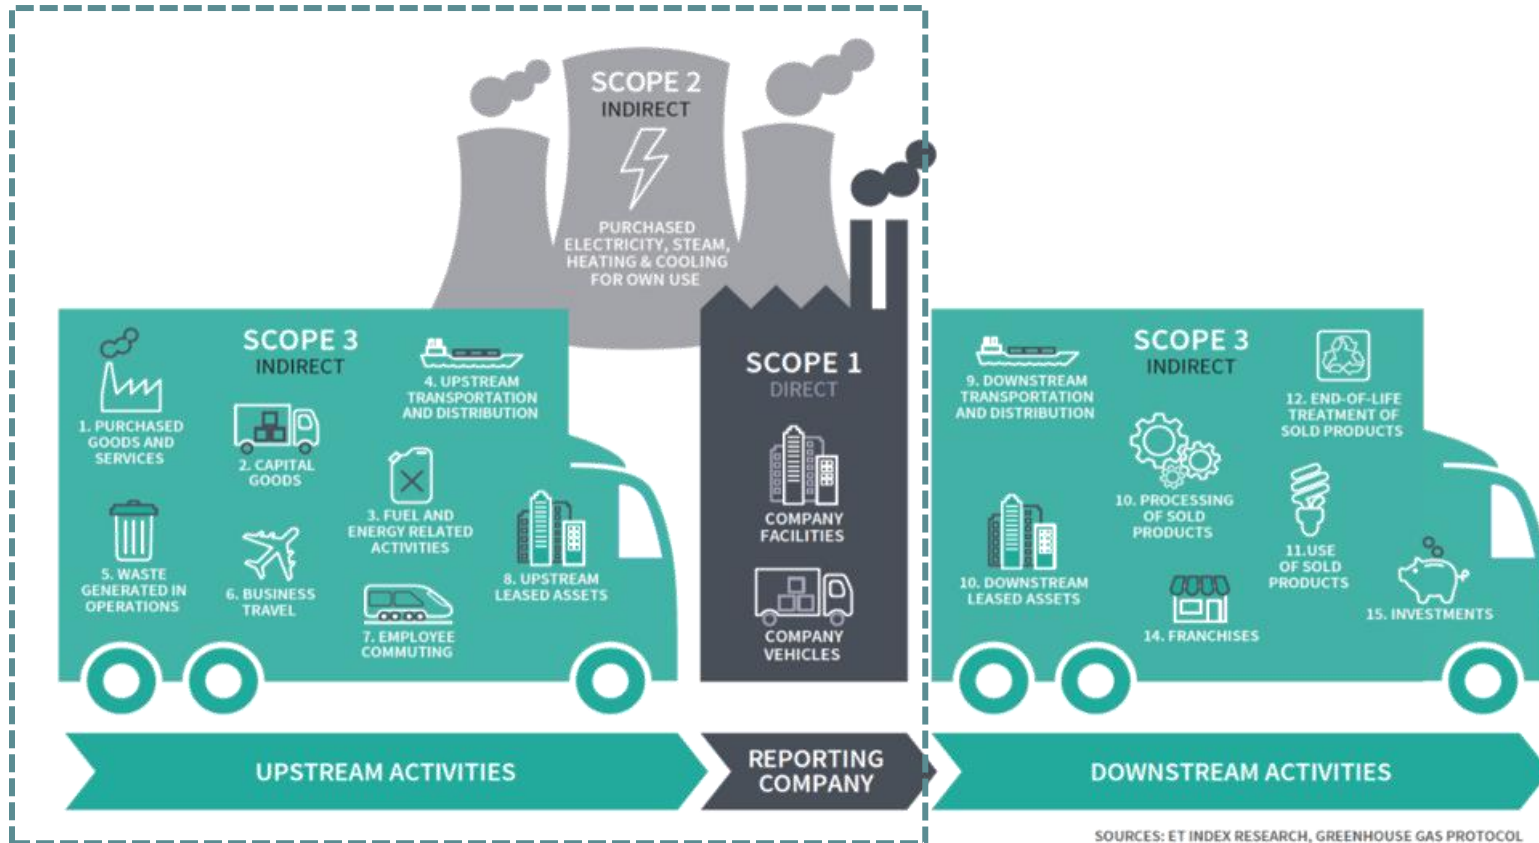 SCOPE 2
INDIRECT
PURCHASED
ELECTRICITY, STEAM,
HEATING & COOLING
FOR OWN USE
SCOPE 3
INDIRECT
1. PURCHASED
GOODS AND
SERVICES
2. CAPITAL
GOODS
3. FUEL AND
ENERGY RELATED
ACTIVITIES
4. UPSTREAM
TRANSPORTATION
AND DISTRIBUTION
5. WASTE
GENERATED IN
OPERATIONS
6. BUSINESS
TRAVEL
7. EMPLOYEE
COMMUTING
8. UPSTREAM
LEASED ASSETS
SCOPE 1
DIRECT
COMPANY
FACILITIES
COMPANY
VEHICLES
SCOPE 3
INDIRECT
9. DOWNSTREAM
TRANSPORTATION
AND DISTRIBUTION
10. PROCESSING
OF SOLD
PRODUCTS
11.USE
OF SOLD
PRODUCTS
12. END-OF-LIFE
TREATMENT OF
SOLD PRODUCTS
10. DOWNSTREAM
LEASED ASSETS
14. FRANCHISES
15. INVESTMENTS
UPSTREAM ACTIVITIES
REPORTING
COMPANY
DOWNSTREAM ACTIVITIES
SOURCES: ET INDEX RESEARCH, GREENHOUSE GAS PROTOCOL